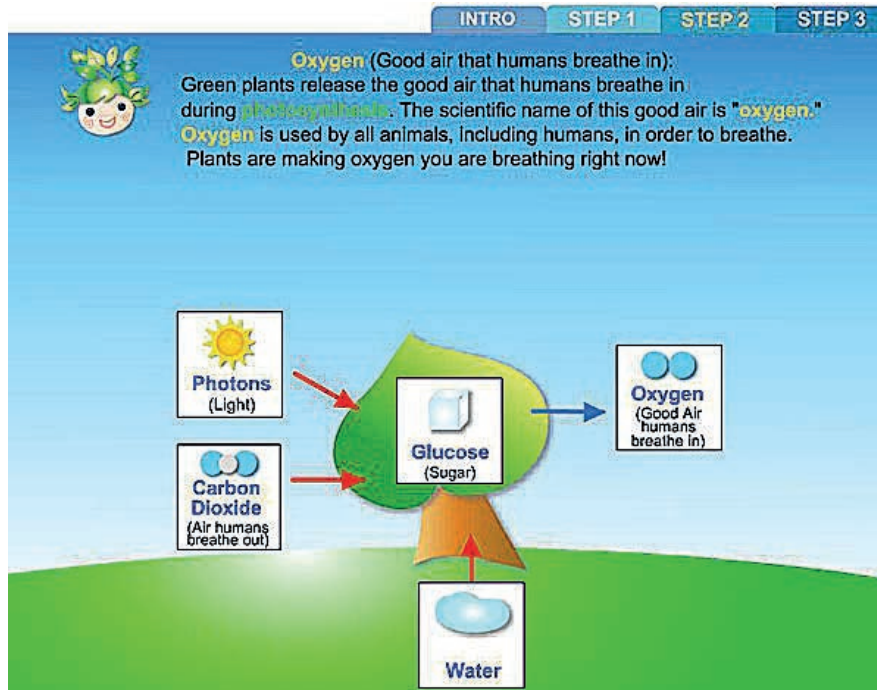 INTRO STEP 1 STEP 2 STEP 3
Oxygen (Good air that humans breathe in):
Green plants release the good air that humans breathe in
during photosynthesis. The scientific name of this good air is "oxygen."
Oxygen is used by all animals, including humans, in order to breathe.
Plants are making oxygen you are breathing right now!
Photons
(Light)
Carbon
Dioxide
(Air humans
breathe out)
Glucose
(Sugar)
Oxygen
(Good Air
humans
breathe in)
Water